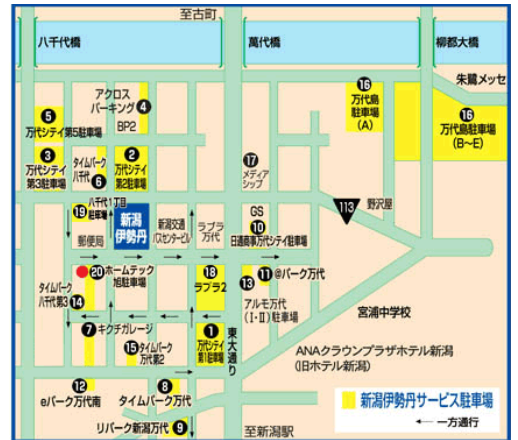 至古町
八千代橋
萬代橋
柳都大橋
朱鷺メッセ
アクロス
パーキング 4
BP2
16
万代島
駐車場
(A)
16
万代島駐車場
(B～E)
5
万代シテイ第5駐車場
3
万代シテイ
第3駐車場
タイムパーク
八千代
6
2
万代シテイ
第2駐車場
17
メディア
シップ
19
八千代1丁目
駐車場
郵便局
新潟
伊勢丹
新潟交通
バスセンタービル
ラブラ
万代
GS
10
日通商事万代シテイ駐車場
113
野沢屋
20 ホームテック
旭駐車場
18
ラブラ2
11 @パーク万代
13
アルモ万代
(Ⅰ・Ⅱ)駐車場
タイムパーク
八千代第3 14
宮浦中学校
7 キクチガレージ
15 タイムパーク
万代第2
1
万代シテイ
第1駐車場
東大通り
ANAクラウンプラザホテル新潟
(旧ホテル新潟)
12
eパーク万代南
8
タイムパーク万代
リパーク新潟万代 9
至新潟駅
新潟伊勢丹サービス駐車場
一方通行